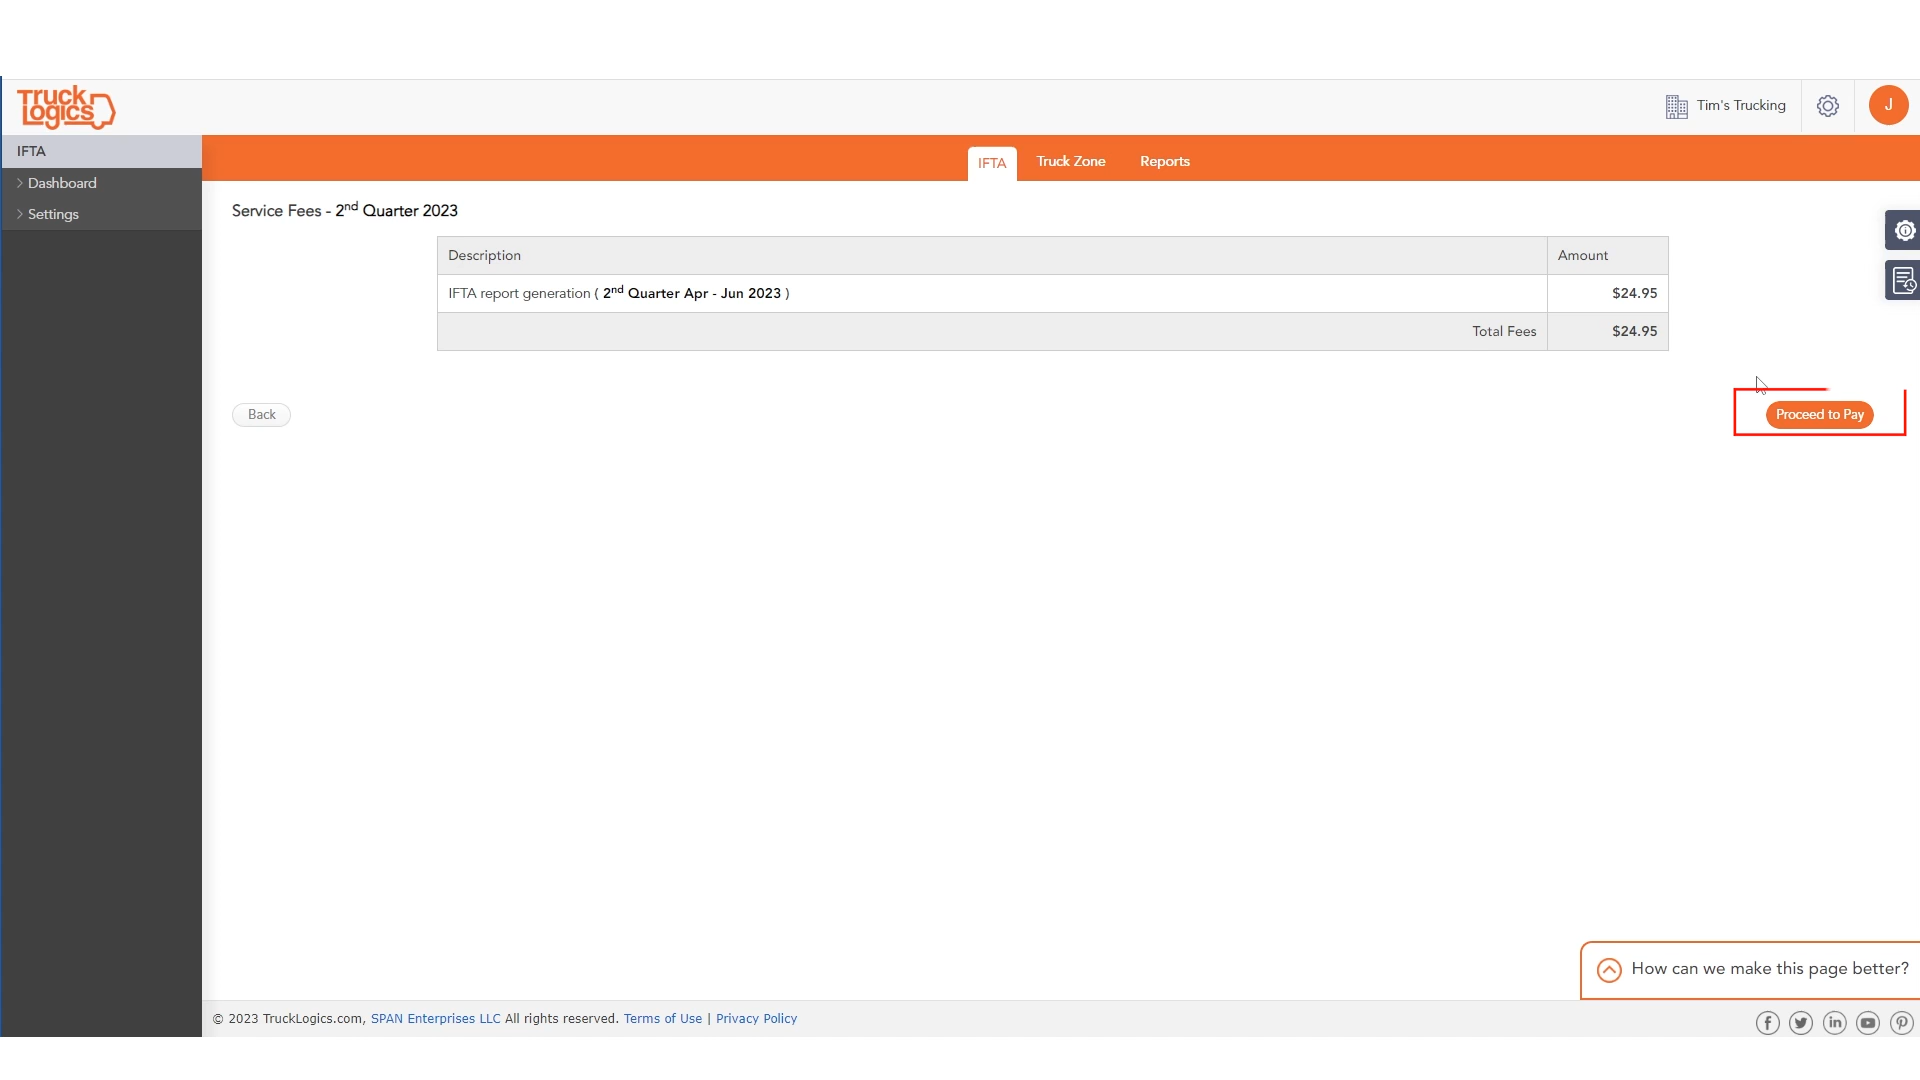 Truck
Logics
Tim's Trucking
J
IFTA
IFTA
Truck Zone
Reports
Dashboard
Settings
Service Fees - 2nd Quarter 2023
Description
Amount
IFTA report generation ( 2nd Quarter Apr - Jun 2023 )
$24.95
Total Fees
$24.95
Back
Proceed to Pay
How can we make this page better?
© 2023 TruckLogics.com, SPAN Enterprises LLC All rights reserved. Terms of Use | Privacy Policy